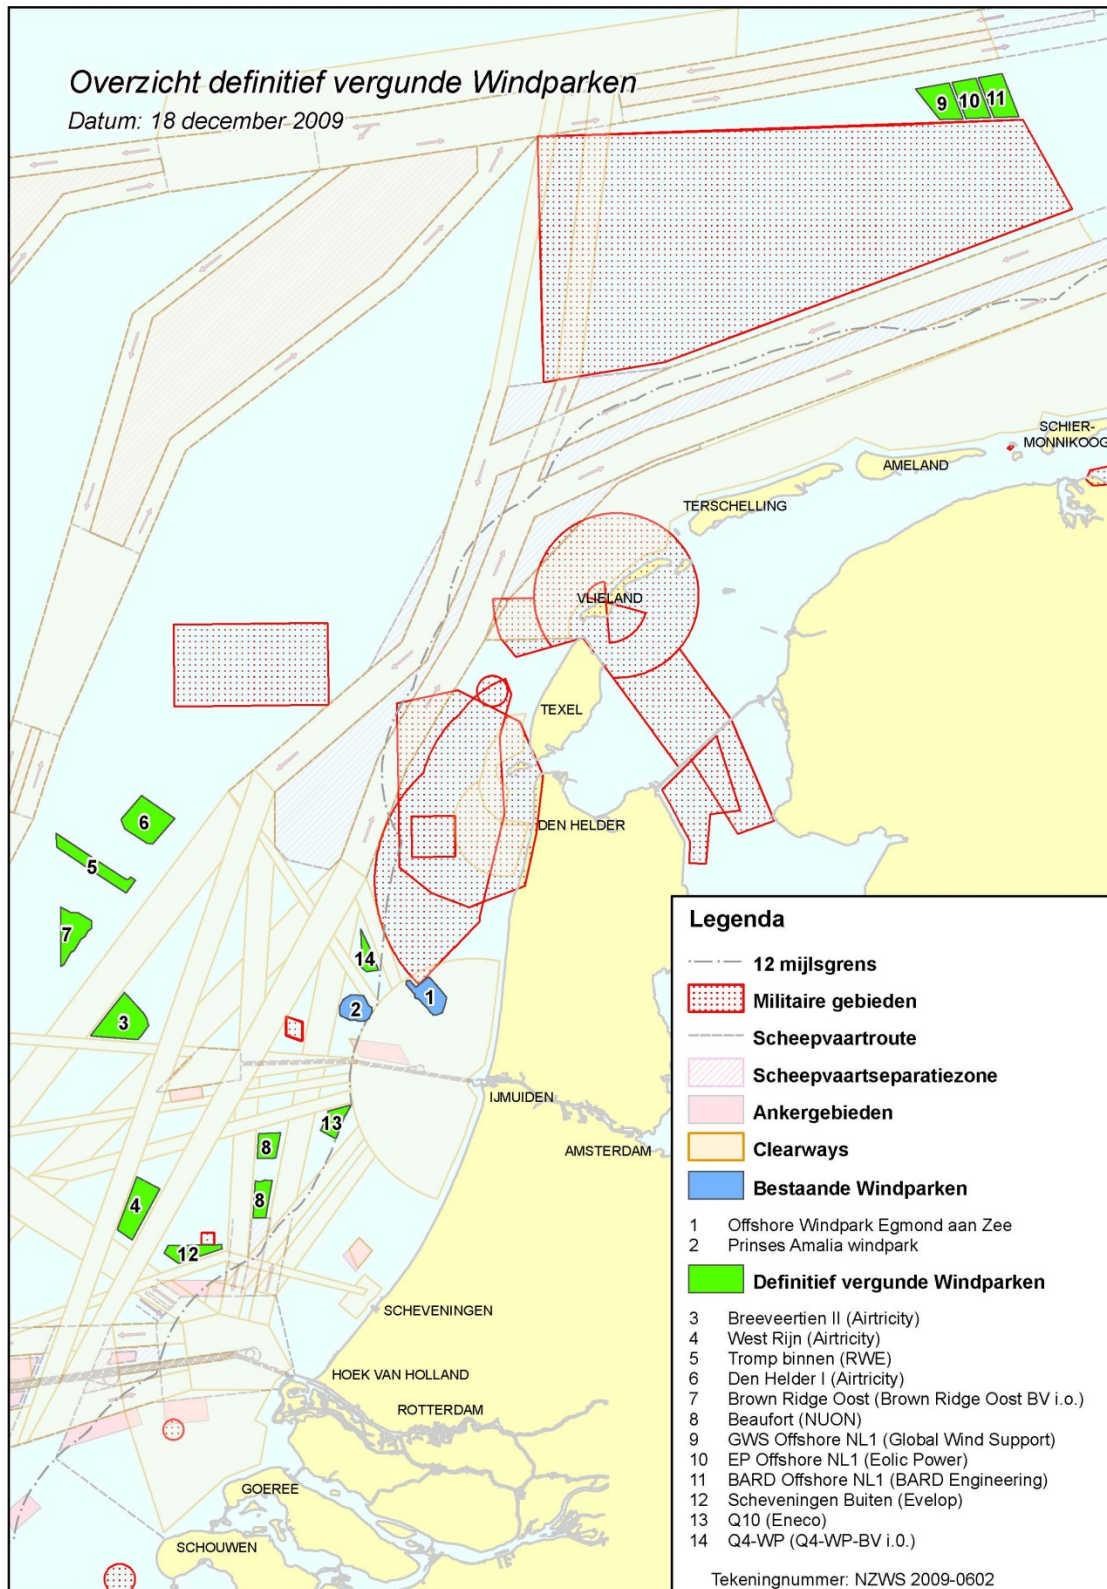 Overzicht definitief vergunde Windparken
Datum: 18 december 2009
9
10
11
SCHIER-
MONNIKOOG
AMELAND
TERSCHELLING
VLIELAND
TEXEL
DEN HELDER
6
5
7
14
1
2
3
IJMUIDEN
13
AMSTERDAM
8
8
4
12
SCHEVENINGEN
HOEK VAN HOLLAND
ROTTERDAM
GOEREE
SCHOUWEN
Legenda
12 mijlsgrens
Militaire gebieden
Scheepvaartroute
Scheepvaartseparatiezone
Ankergebieden
Clearways
Bestaande Windparken
1 Offshore Windpark Egmond aan Zee
2 Prinses Amalia windpark
Definitief vergunde Windparken
3 Breeveertien II (Airtricity)
4 West Rijn (Airtricity)
5 Tromp binnen (RWE)
6 Den Helder I (Airtricity)
7 Brown Ridge Oost (Brown Ridge Oost BV i.o.)
8 Beaufort (NUON)
9 GWS Offshore NL1 (Global Wind Support)
10 EP Offshore NL1 (Eolic Power)
11 BARD Offshore NL1 (BARD Engineering)
12 Scheveningen Buiten (Evelop)
13 Q10 (Eneco)
14 Q4-WP (Q4-WP-BV i.0.)
Tekeningnummer: NZWS 2009-0602